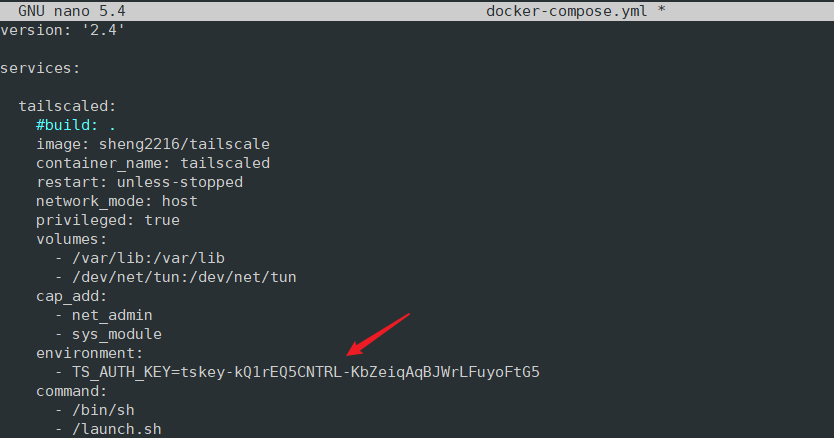 GNU nano 5.4 docker-compose.yml *
version: '2.4'
services:
tailscaled:
#build: .
image: sheng2216/tailscale
container_name: tailscaled
restart: unless-stopped
network_mode: host
privileged: true
volumes:
- /var/lib:/var/lib
- /dev/net/tun:/dev/net/tun
cap_add:
- net_admin
- sys_module
environment:
- TS_AUTH_KEY=tskey-kQ1rEQ5CNTRL-KbZeiqAqBJWrLFuyoFtG5
command:
- /bin/sh
- /launch.sh